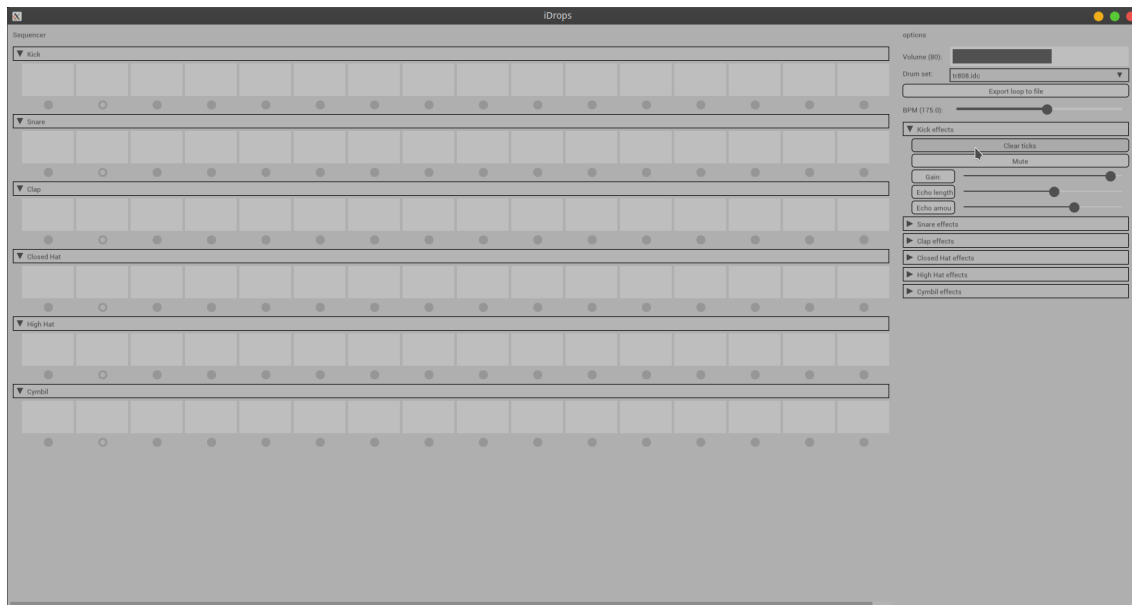 iDrops
Sequencer
Kick
Snare
Clap
Closed Hat
High Hat
Cymbil
options
Volume (80):
Drum set: tr808.idc
Export loop to file
BPM (175.0):
Kick effects
Clear ticks
Mute
Gain:
Echo length
Echo amou
Snare effects
Clap effects
Closed Hat effects
High Hat effects
Cymbil effects